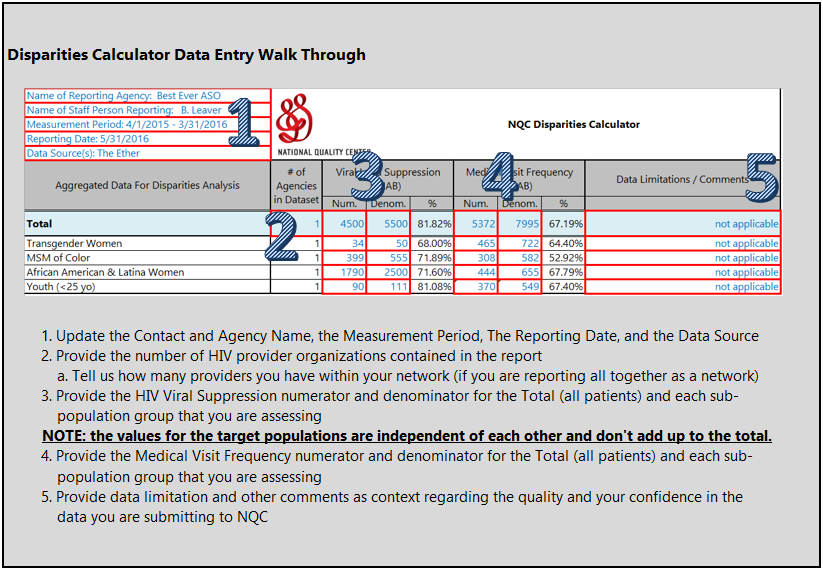 Disparities Calculator Data Entry Walk Through
Name of Reporting Agency: Best Ever ASO
Name of Staff Person Reporting: B. Leaver
Measurement Period: 4/1/2015 - 3/31/2016
Reporting Date: 5/31/2016
Data Source(s): The Ether
1
NATIONAL QUALITY CENTER
NQC Disparities Calculator
Aggregated Data For Disparities Analysis
# of Agencies in Dataset
3
Suppression
4
Frequency
5
Data Limitations / Comments
Num. Denom. % Num. Denom. %
2
Total 1 4500 5500 81.82% 5372 7995 67.19% not applicable
Transgender Women 1 34 50 68.00% 465 722 64.40% not applicable
MSM of Color 1 399 555 71.89% 308 582 52.92% not applicable
African American & Latina Women 1 1790 2500 71.60% 444 655 67.79% not applicable
Youth (<25 yo) 1 90 111 81.08% 370 549 67.40% not applicable
1. Update the Contact and Agency Name, the Measurement Period, The Reporting Date, and the Data Source
2. Provide the number of HIV provider organizations contained in the report
a. Tell us how many providers you have within your network (if you are reporting all together as a network)
3. Provide the HIV Viral Suppression numerator and denominator for the Total (all patients) and each sub-
population group that you are assessing
NOTE: the values for the target populations are independent of each other and don't add up to the total.
4. Provide the Medical Visit Frequency numerator and denominator for the Total (all patients) and each sub-
population group that you are assessing
5. Provide data limitation and other comments as context regarding the quality and your confidence in the
data you are submitting to NQC